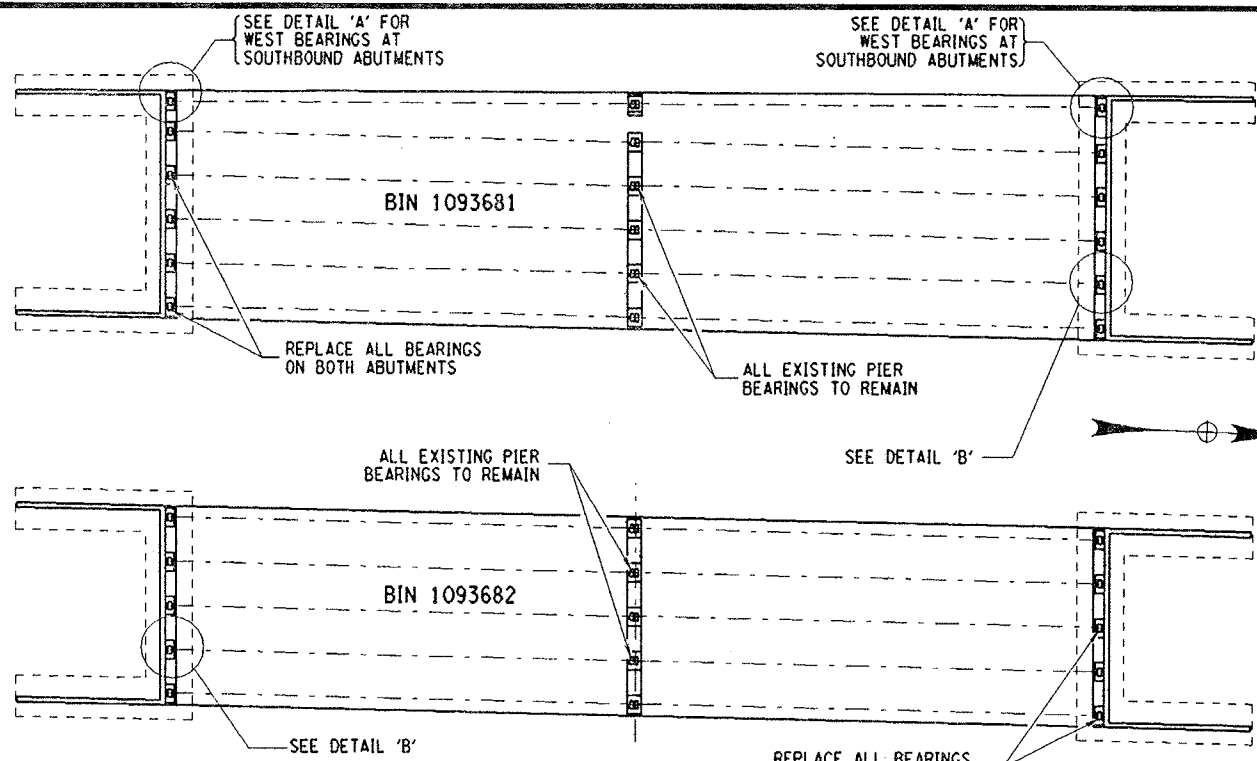 SEE DETAIL 'A' FOR
WEST BEARINGS AT
SOUTHBOUND ABUTMENTS
SEE DETAIL 'A' FOR
WEST BEARINGS AT
SOUTHBOUND ABUTMENTS
BIN 1093681
REPLACE ALL BEARINGS
ON BOTH ABUTMENTS
ALL EXISTING PIER
BEARINGS TO REMAIN
SEE DETAIL 'B'
ALL EXISTING PIER
BEARINGS TO REMAIN
BIN 1093682
SEE DETAIL 'B'
REPLACE ALL BEARINGS